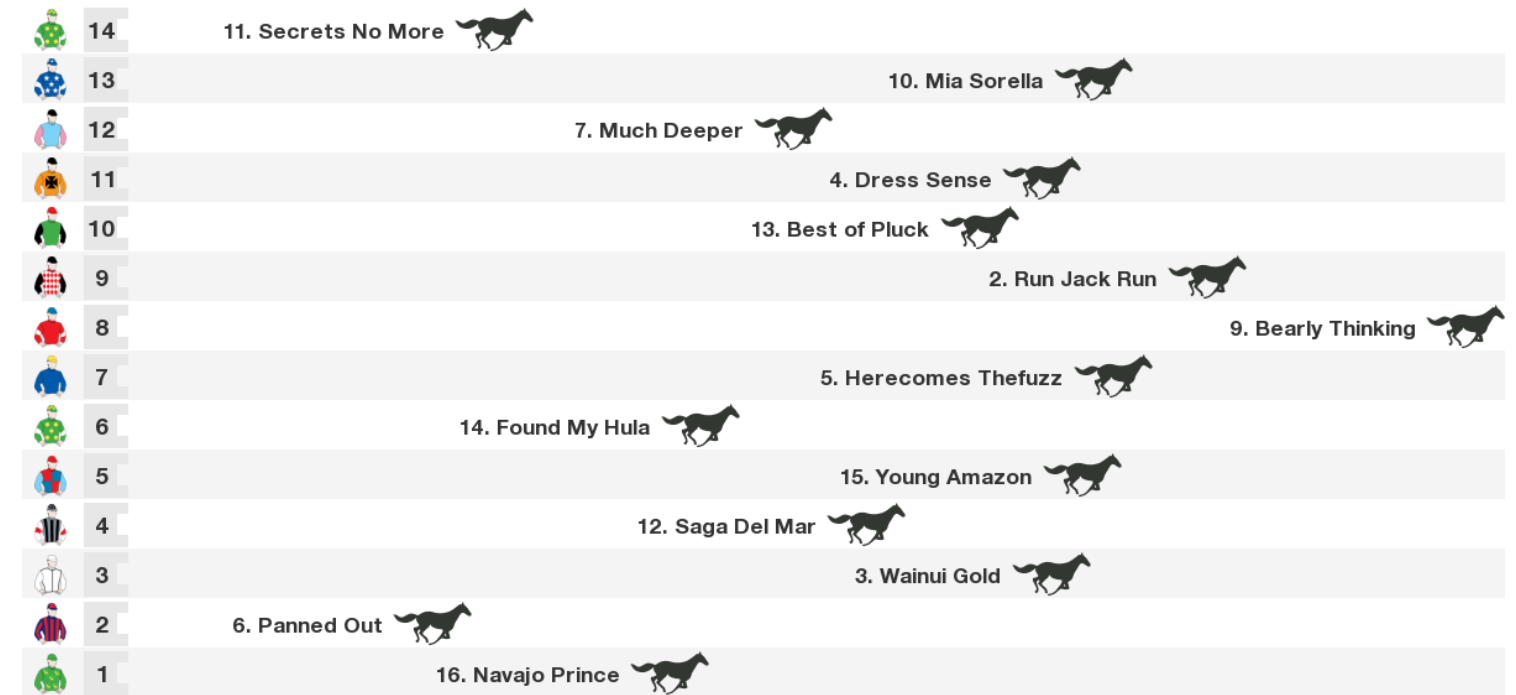 14 11. Secrets No More
13 10. Mia Sorella
12 7. Much Deeper
11 4. Dress Sense
10 13. Best of Pluck
9 2. Run Jack Run
8 9. Bearly Thinking
7 5. Herecomes Thefuzz
6 14. Found My Hula
5 15. Young Amazon
4 12. Saga Del Mar
3 3. Wainui Gold
2 6. Panned Out
1 16. Navajo Prince